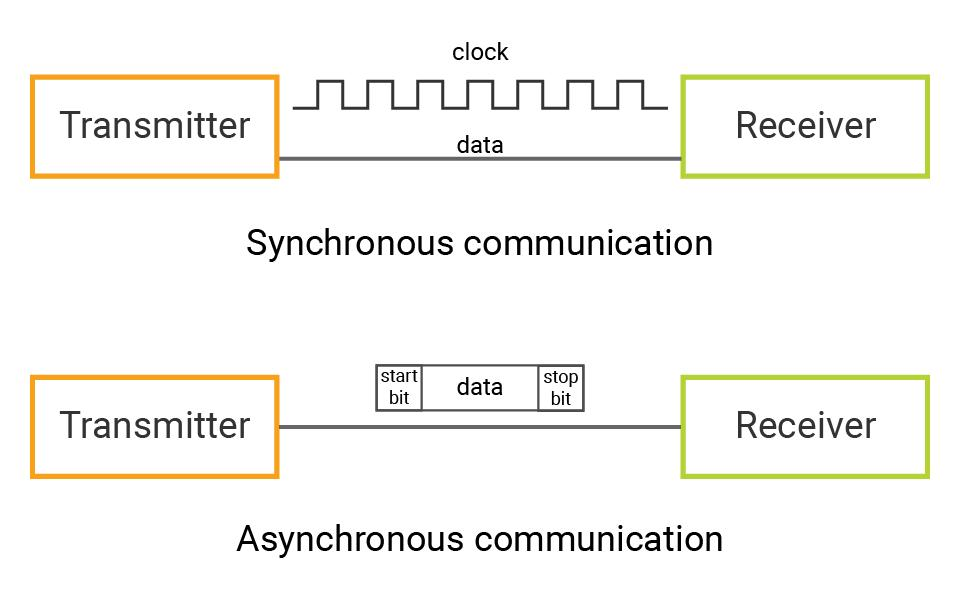 clock
Transmitter
Receiver
data
Synchronous communication
start
bit
data
stop
bit
Transmitter
Receiver
Asynchronous communication